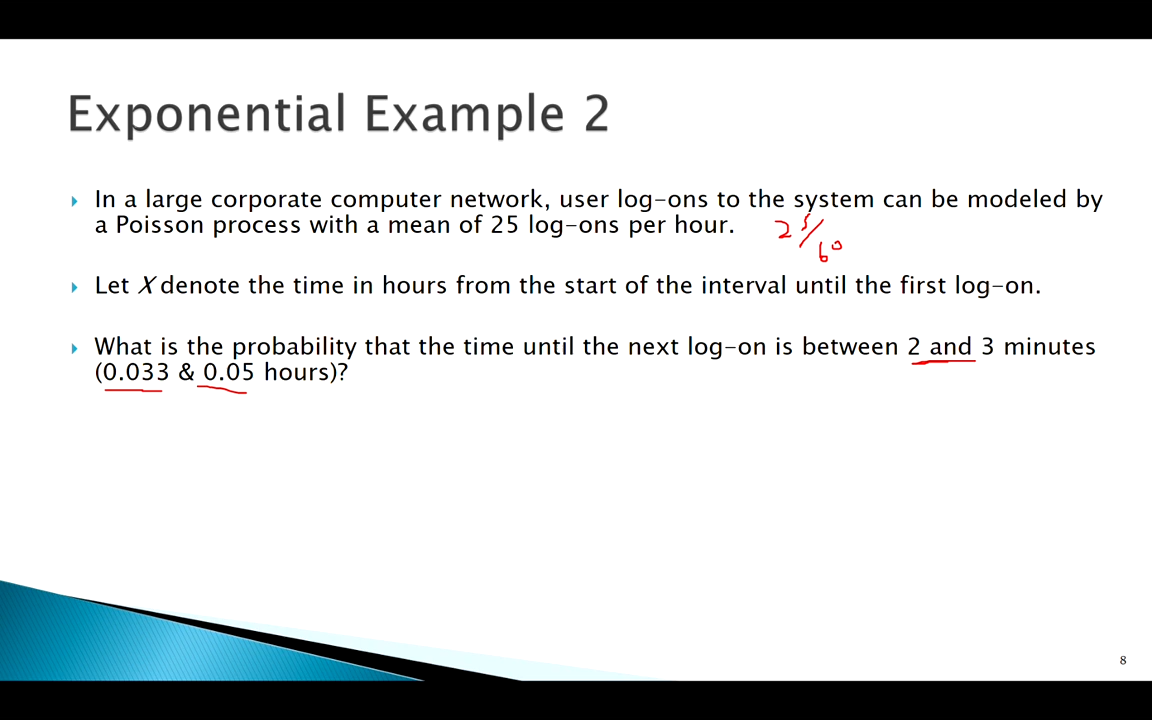 Exponential Example 2
In a large corporate computer network, user log-ons to the system can be modeled by
a Poisson process with a mean of 25 log-ons per hour.
25/60
Let X denote the time in hours from the start of the interval until the first log-on.
What is the probability that the time until the next log-on is between 2 and 3 minutes
(0.033 & 0.05 hours)?
8